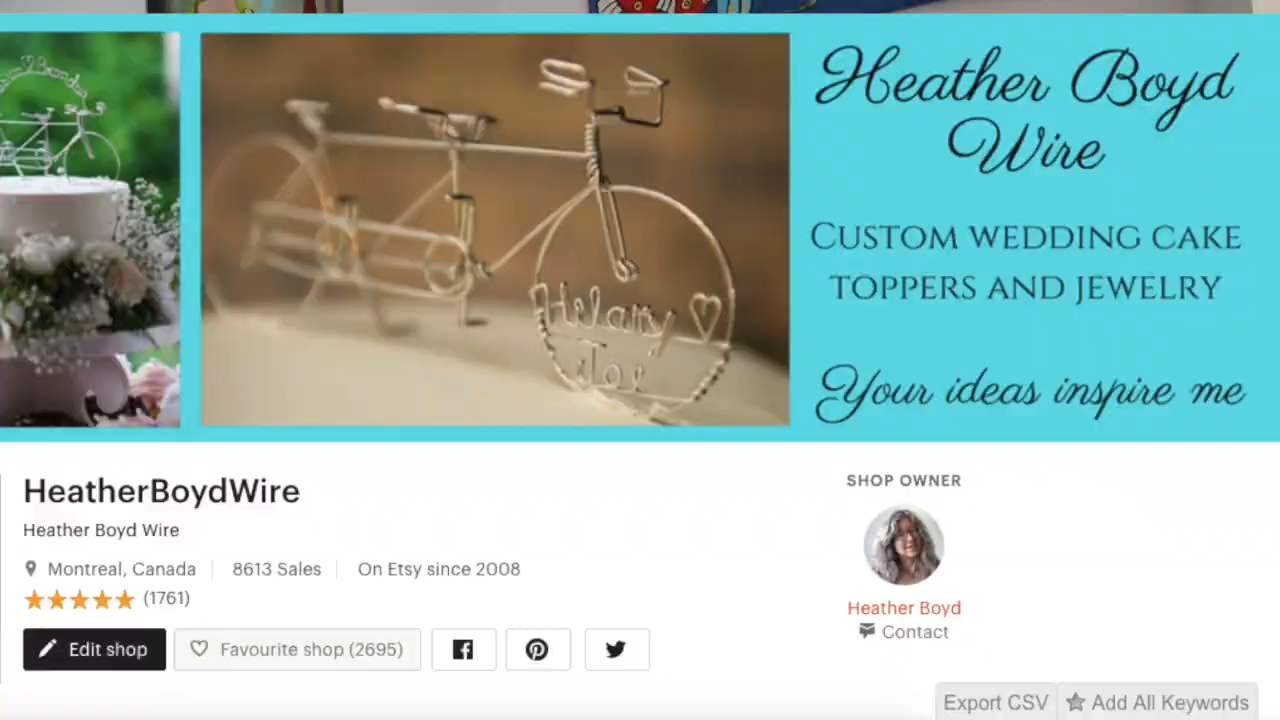 Heather Boyd
Wire
CUSTOM WEDDING CAKE
TOPPERS AND JEWELRY
Your ideas inspire me
Helary
Joe
HeatherBoydWire
Heather Boyd Wire
Montreal, Canada
8613 Sales
On Etsy since 2008
(1761)
Edit shop
Favourite shop (2695)
SHOP OWNER
Heather Boyd
Contact
Export CSV
Add All Keywords